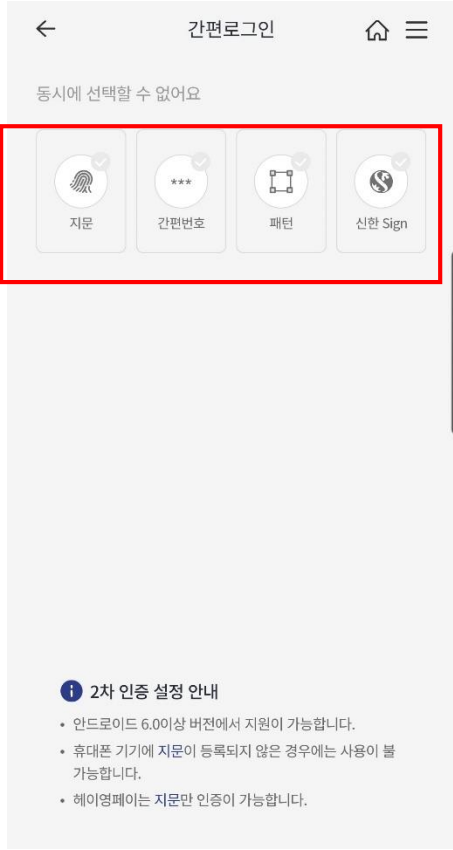 간편로그인
동시에 선택할 수 없어요
지문
***
간편번호
패턴
신한 Sign
2차 인증 설정 안내
• 안드로이드 6.0이상 버전에서 지원이 가능합니다.
• 휴대폰 기기에 지문이 등록되지 않은 경우에는 사용이 불
가능합니다.
• 헤이영페이는 지문만 인증이 가능합니다.